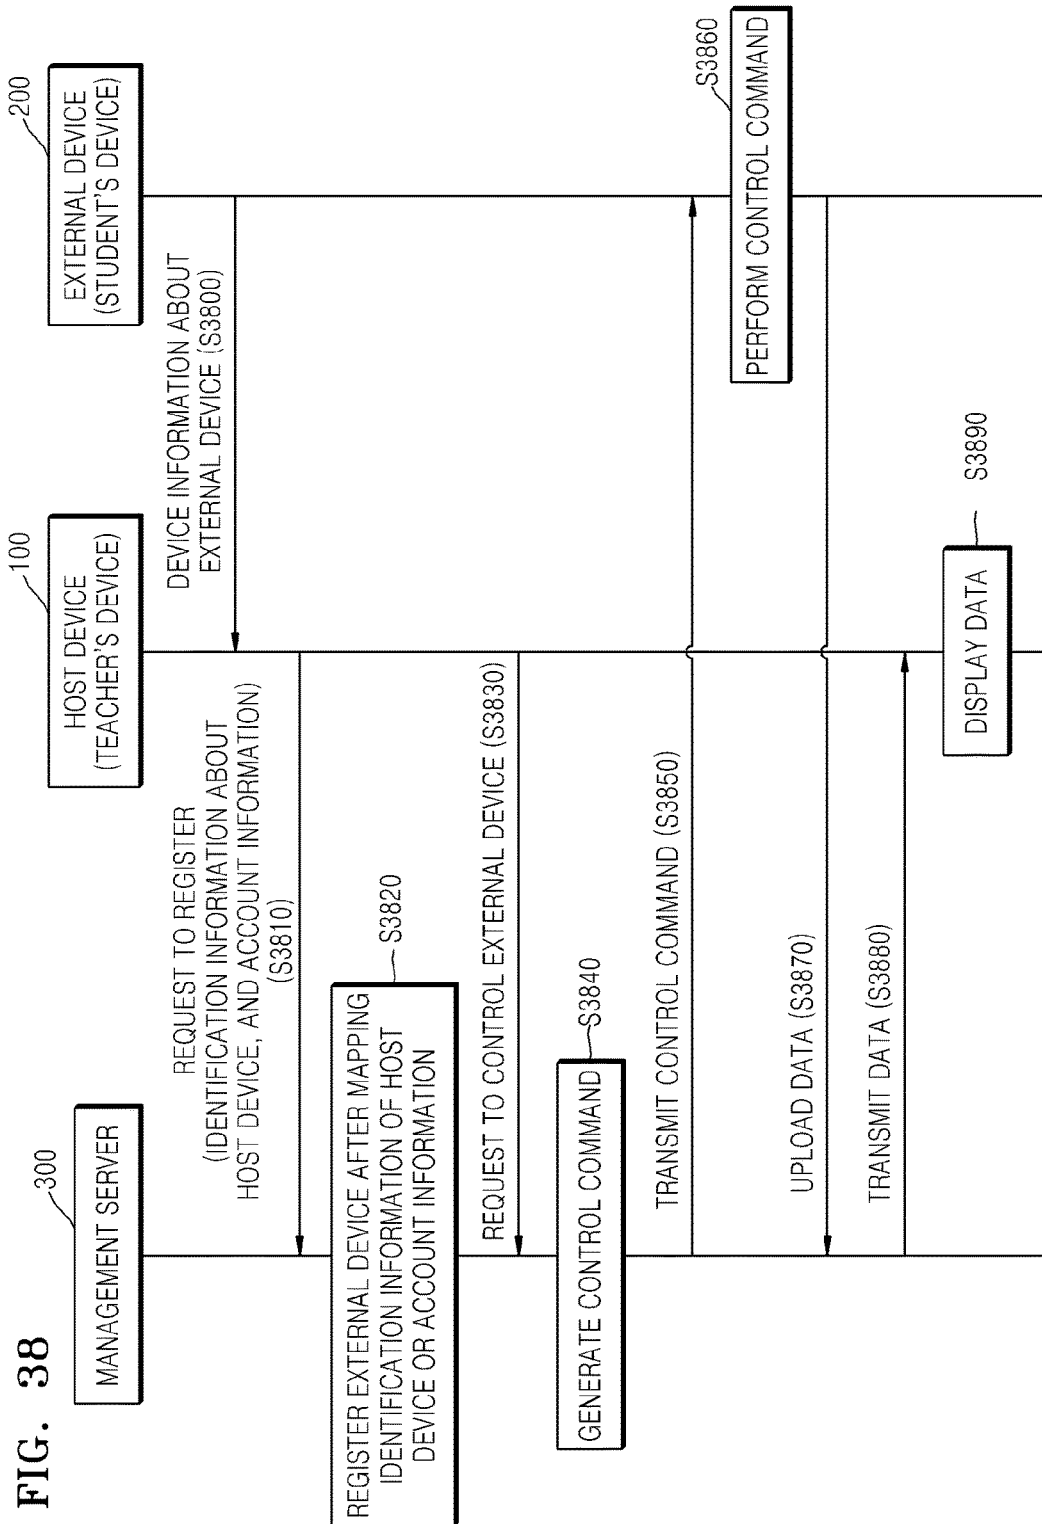 FIG. 38
300
MANAGEMENT SERVER
100
HOST DEVICE
(TEACHER'S DEVICE)
200
EXTERNAL DEVICE
(STUDENT'S DEVICE)
DEVICE INFORMATION ABOUT
EXTERNAL DEVICE (S3800)
REQUEST TO REGISTER
(IDENTIFICATION INFORMATION ABOUT
HOST DEVICE, AND ACCOUNT INFORMATION)
(S3810)
S3820
REGISTER EXTERNAL DEVICE AFTER MAPPING
IDENTIFICATION INFORMATION OF HOST
DEVICE OR ACCOUNT INFORMATION
REQUEST TO CONTROL EXTERNAL DEVICE (S3830)
S3840
GENERATE CONTROL COMMAND
TRANSMIT CONTROL COMMAND (S3850)
S3860
PERFORM CONTROL COMMAND
UPLOAD DATA (S3870)
TRANSMIT DATA (S3880)
S3890
DISPLAY DATA